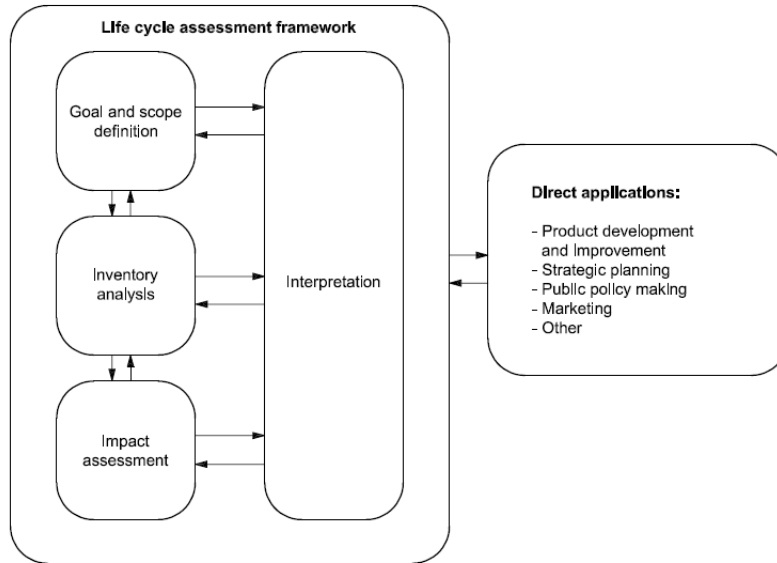 Life cycle assessment framework
Goal and scope
definition
Inventory
analysis
Impact
assessment
Interpretation
Direct applications:
- Product development
and Improvement
- Strategic planning
- Public policy making
- Marketing
- Other